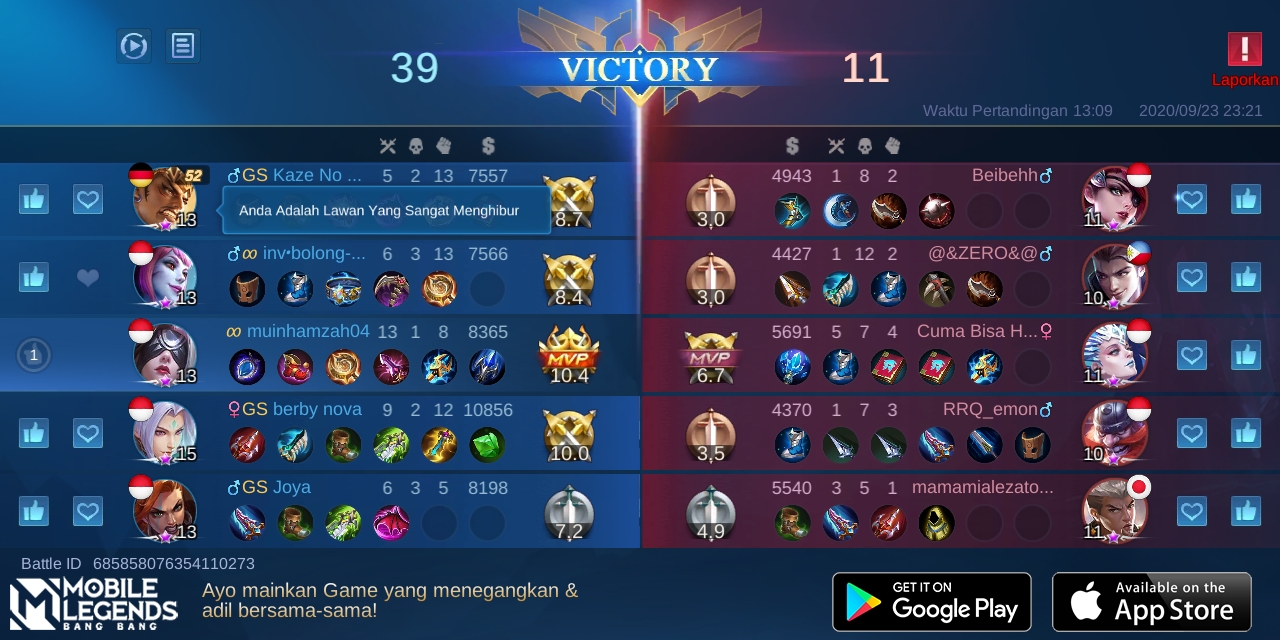 39 VICTORY 11
Laporkan
Waktu Pertandingan 13:09 2020/09/23 23:21
52
13
♂GS Kaze No ... 5 2 13 7557
Anda Adalah Lawan Yang Sangat Menghibur
8.7
3,0
4943 1 8 2 Beibehh♂
11
13
♂∞ inv•bolong-... 6 3 13 7566
8.4
3,0
4427 1 12 2 @&ZERO&@♂
10
1
13
∞ muinhamzah04 13 1 8 8365
MVP
10.4
MVP
6.7
5691 5 7 4 Cuma Bisa H...♀
11
15
♀GS berby nova 9 2 12 10856
10.0
3,5
4370 1 7 3 RRQ_emon♂
10
13
♂GS Joya 6 3 5 8198
7,2
4,9
5540 3 5 1 mamamialezato...
11
Battle ID 685858076354110273
MOBILE
LEGENDS
BANG BANG
Ayo mainkan Game yang menegangkan &
adil bersama-sama!
GET IT ON
Google Play
Available on the
App Store